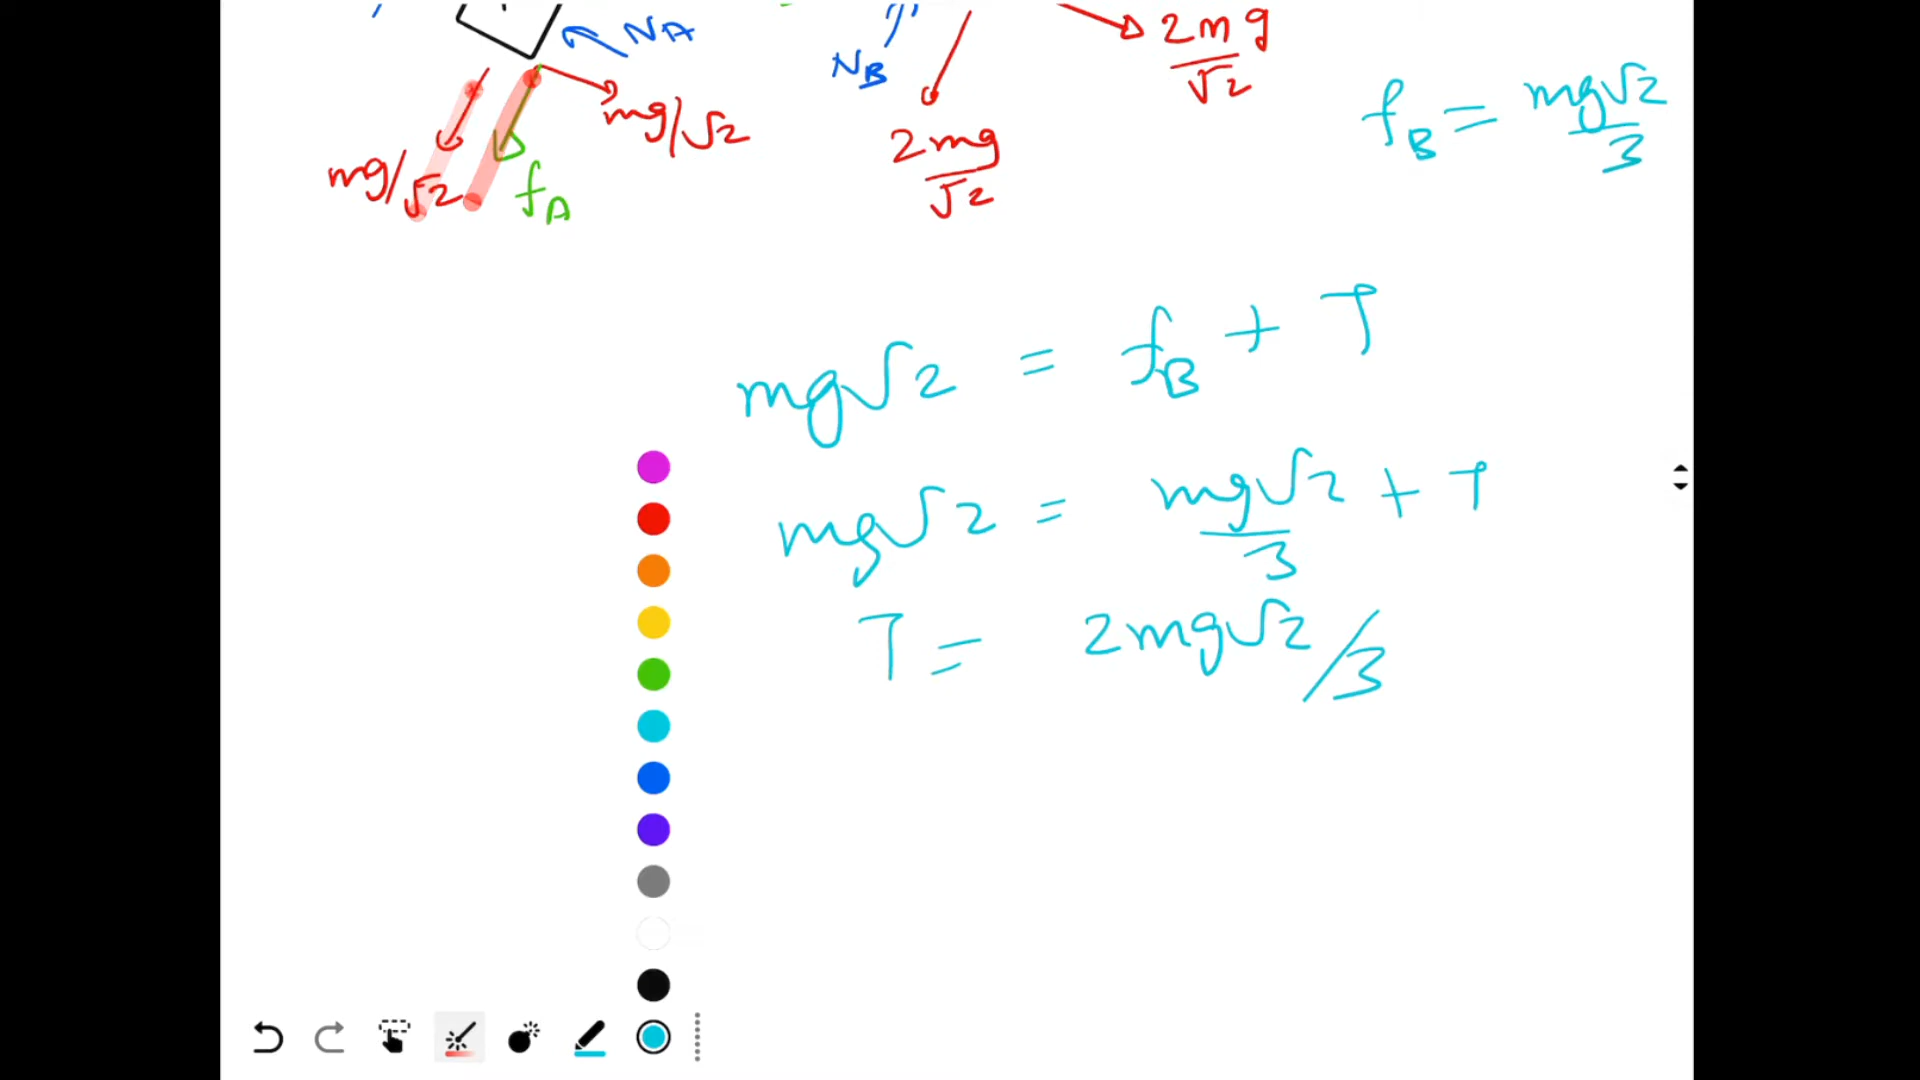 N_A
N_B
2mg/√2
mg/√2
mg/√2
f_A
2mg/√2
f_B = mg√2/3
mg√2 = f_B + T
mg√2 = mg√2/3 + T
T = 2mg√2/3